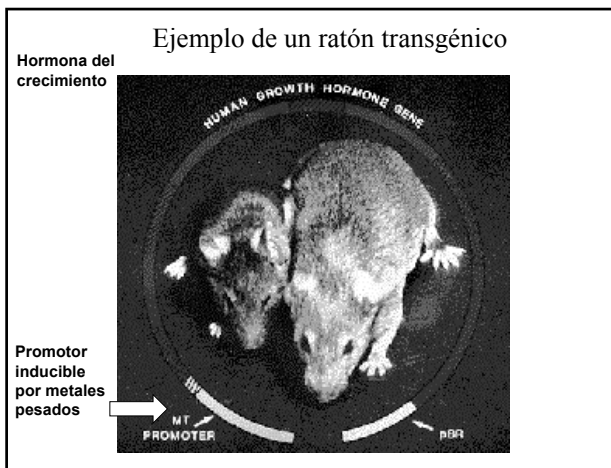 Ejemplo de un ratón transgénico
Hormona del
crecimiento
HUMAN GROWTH HORMONE GENE
Promotor
inducible
por metales
pesados
MT
PROMOTER
pBR